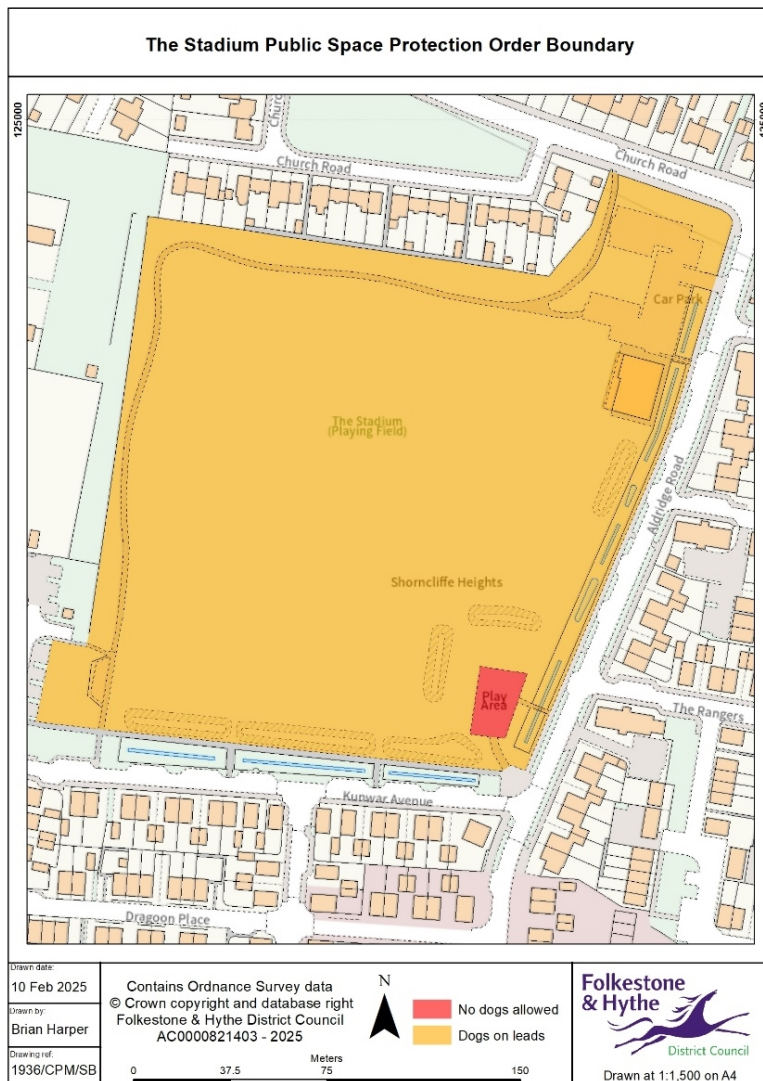 The Stadium Public Space Protection Order Boundary
125000
125000
Church Road
Church Road
Car Park
The Stadium
(Playing Field)
Aldridge Road
Shorncliffe Heights
Play
Area
The Rangers
Kunwar Avenue
Dragoon Place
Drawn date:
10 Feb 2025
Drawn by:
Brian Harper
Drawing ref:
1936/CPM/SB
Contains Ordnance Survey data
© Crown copyright and database right
Folkestone & Hythe District Council
AC0000821403 - 2025
N
No dogs allowed
Dogs on leads
Meters
0 37.5 75 150
Folkestone
& Hythe
District Council
Drawn at 1:1,500 on A4